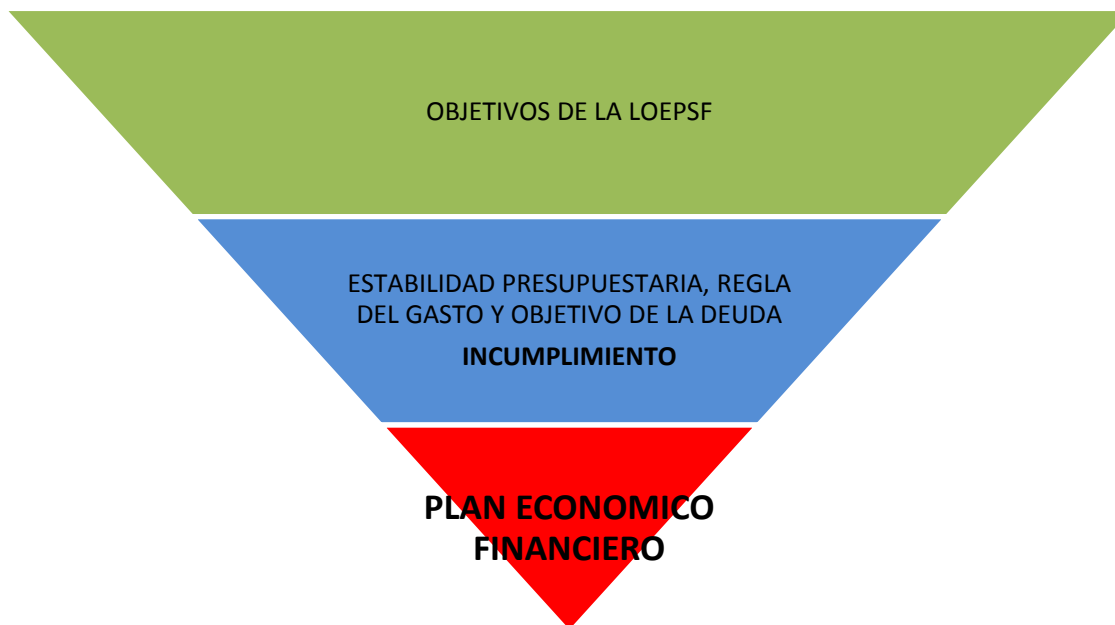 OBJETIVOS DE LA LOEPSF
ESTABILIDAD PRESUPUESTARIA, REGLA
DEL GASTO Y OBJETIVO DE LA DEUDA
INCUMPLIMIENTO
PLAN ECONOMICO
FINANCIERO